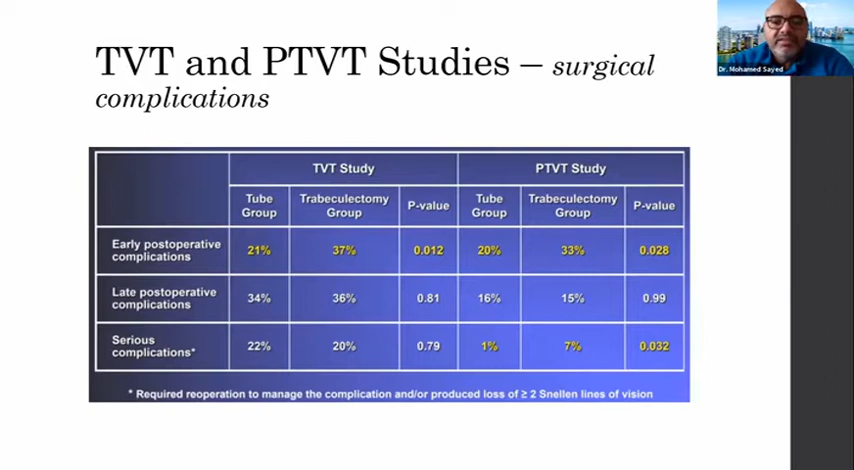 TVT and PTVT Studies – surgical
complications
Dr. Mohamed Sayed
TVT Study PTVT Study
Tube Group Trabeculectomy Group P-value Tube Group Trabeculectomy Group P-value
Early postoperative complications 21% 37% 0.012 20% 33% 0.028
Late postoperative complications 34% 36% 0.81 16% 15% 0.99
Serious complications* 22% 20% 0.79 1% 7% 0.032
* Required reoperation to manage the complication and/or produced loss of ≥ 2 Snellen lines of vision